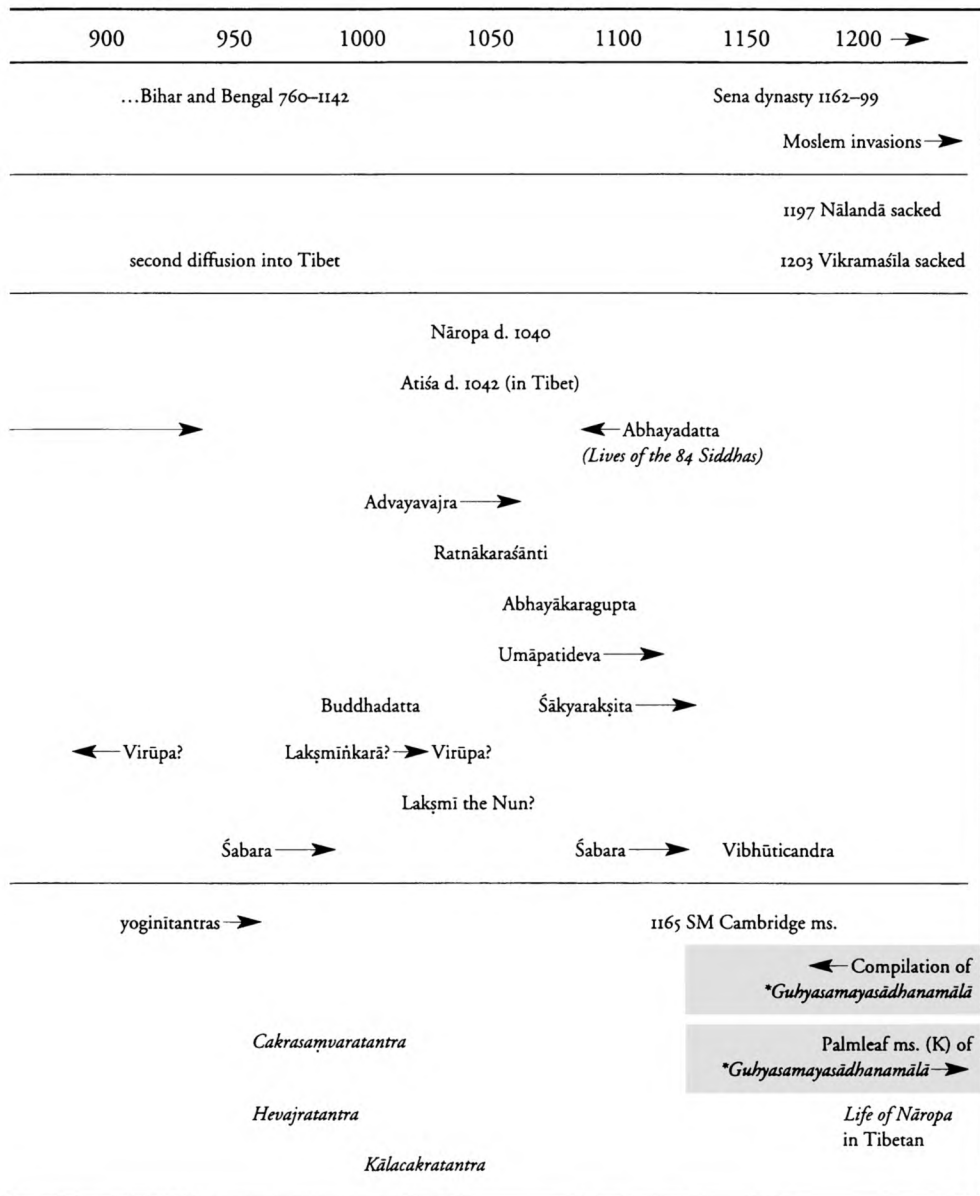 900 950 1000 1050 1100 1150 1200
...Bihar and Bengal 760–1142 Sena dynasty 1162–99
Moslem invasions
1197 Nālandā sacked
second diffusion into Tibet 1203 Vikramaśīla sacked
Nāropa d. 1040
Atiśa d. 1042 (in Tibet)
Abhayadatta
(Lives of the 84 Siddhas)
Advayavajra
Ratnākaraśānti
Abhayākaragupta
Umāpatideva
Buddhadatta Śākyarakṣita
Virūpa? Lakṣmīṅkarā? Virūpa?
Lakṣmī the Nun?
Śabara Śabara Vibhūticandra
yoginītantras 1165 SM Cambridge ms.
Compilation of
*Guhyasamayasādhanamālā
Cakrasaṃvaratantra Palmleaf ms. (K) of
*Guhyasamayasādhanamālā
Hevajratantra Life of Nāropa
in Tibetan
Kālacakratantra